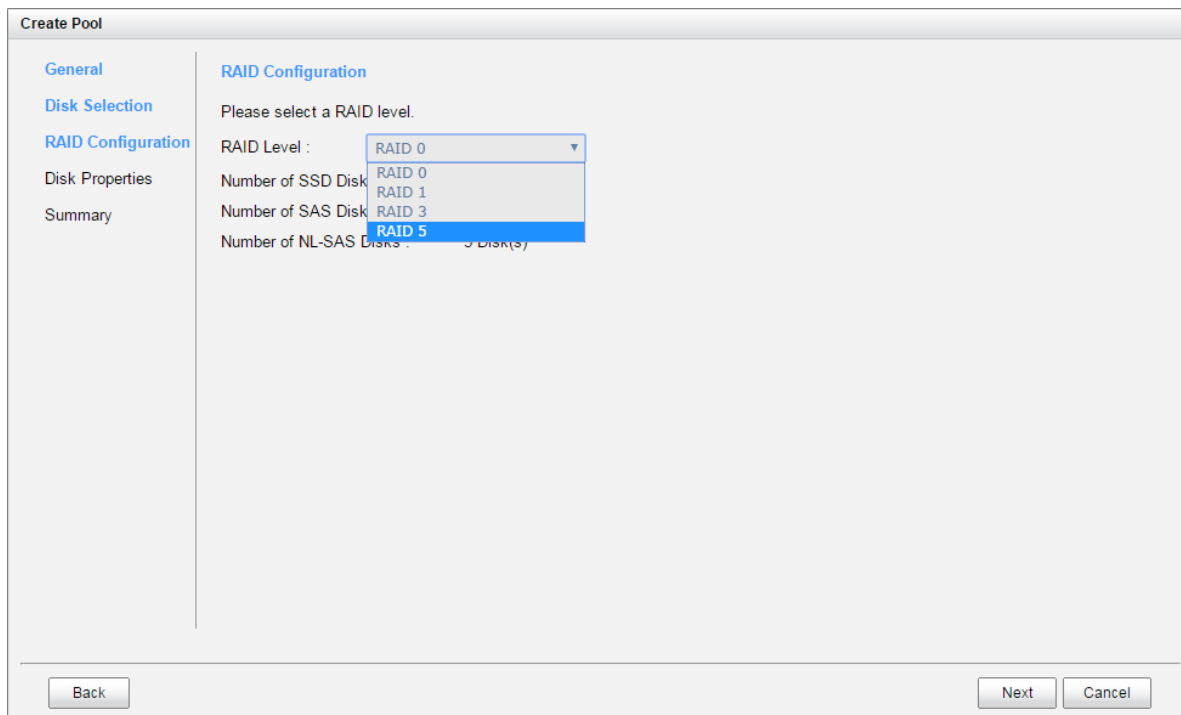 Create Pool
General
Disk Selection
RAID Configuration
Disk Properties
Summary
RAID Configuration
Please select a RAID level.
RAID Level : RAID 0
RAID 0
RAID 1
RAID 3
RAID 5
Number of SSD Disk
Number of SAS Disk
Number of NL-SAS Disks : Disk(s)
Back
Next
Cancel